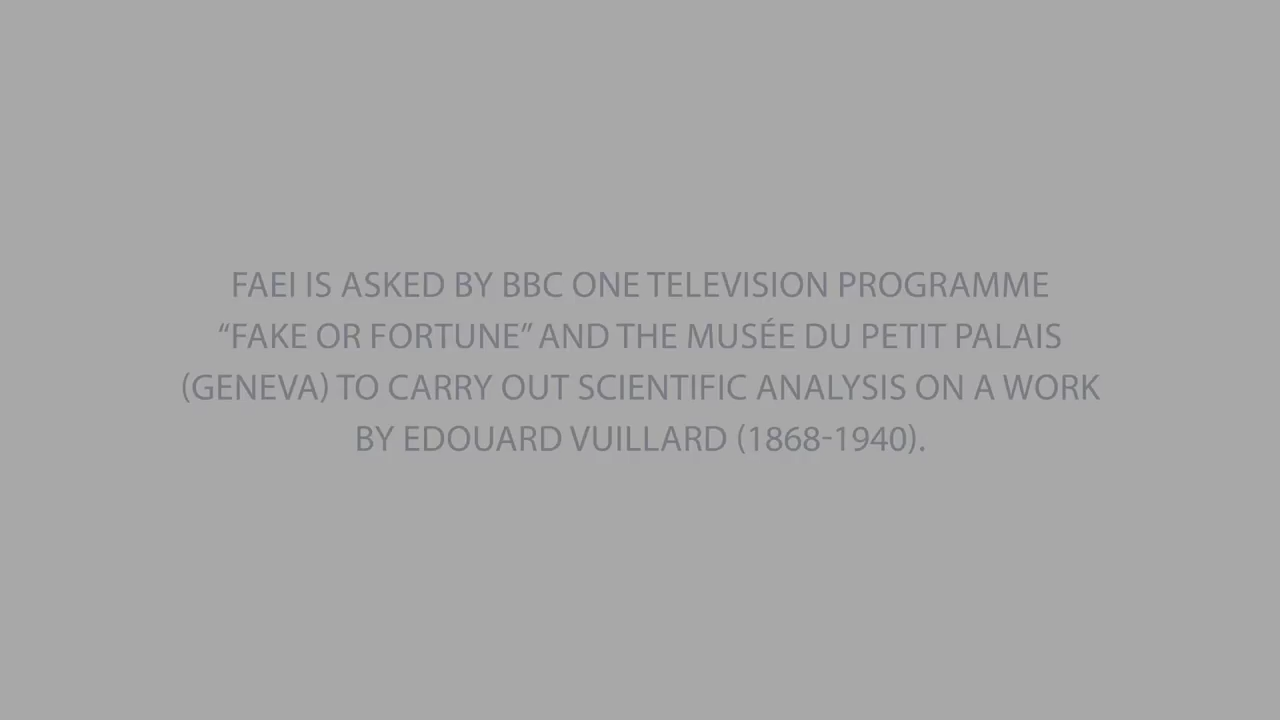 FAEI IS ASKED BY BBC ONE TELEVISION PROGRAMME
“FAKE OR FORTUNE” AND THE MUSÉE DU PETIT PALAIS
(GENEVA) TO CARRY OUT SCIENTIFIC ANALYSIS ON A WORK
BY EDOUARD VUILLARD (1868-1940).